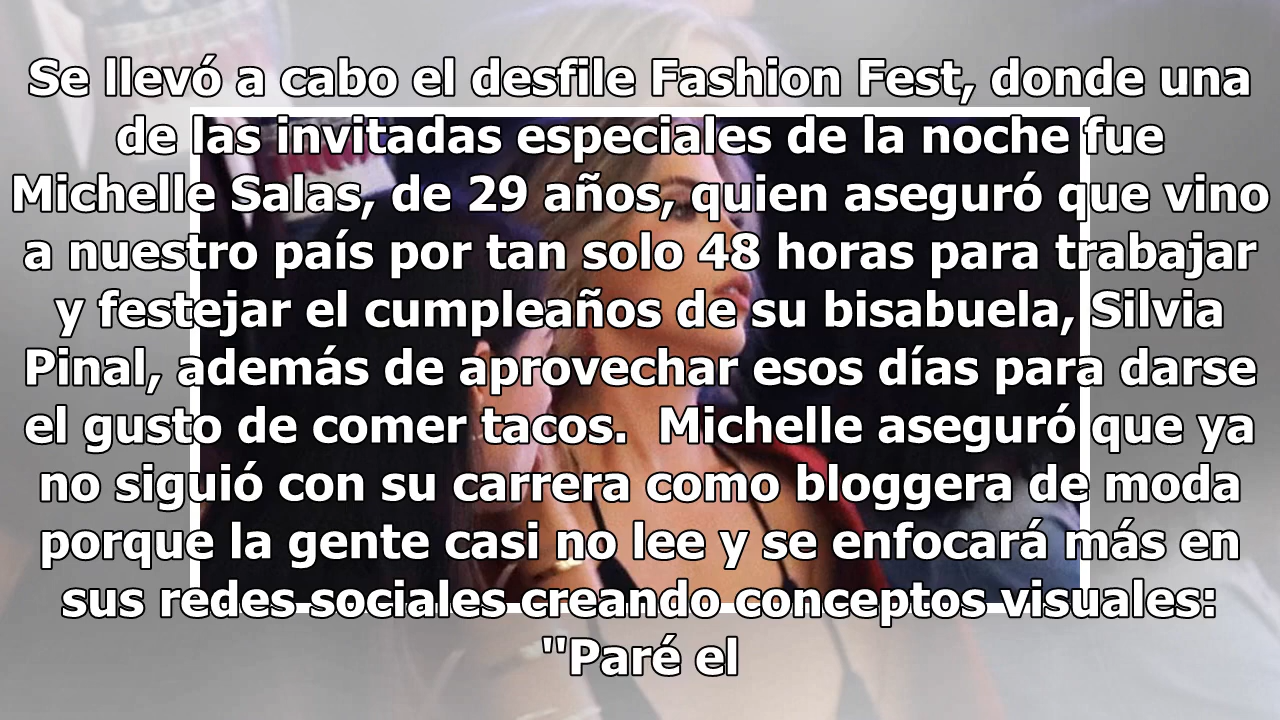 Se llevó a cabo el desfile Fashion Fest, donde una
de las invitadas especiales de la noche fue
Michelle Salas, de 29 años, quien aseguró que vino
a nuestro país por tan solo 48 horas para trabajar
y festejar el cumpleaños de su bisabuela, Silvia
Pinal, además de aprovechar esos días para darse
el gusto de comer tacos.  Michelle aseguró que ya
no siguió con su carrera como bloggera de moda
porque la gente casi no lee y se enfocará más en
sus redes sociales creando conceptos visuales:
"Paré el